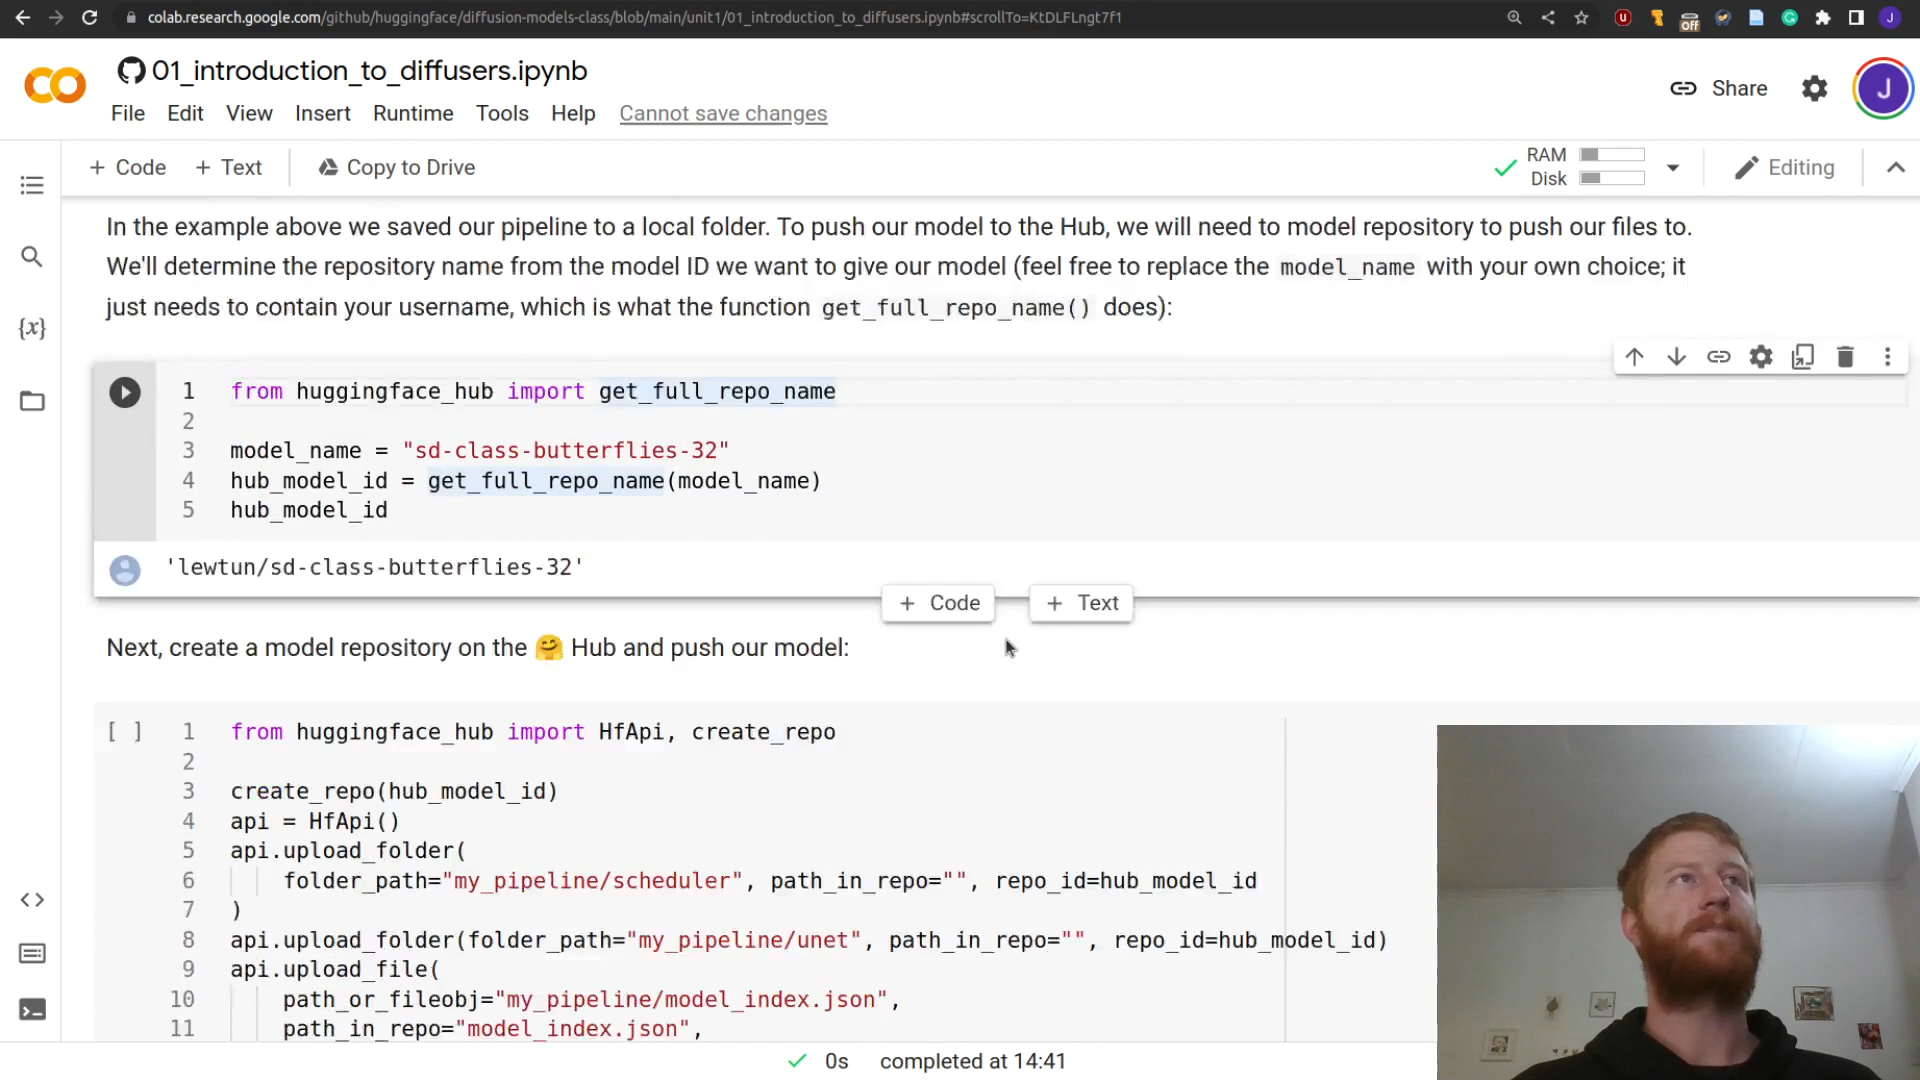 colab.research.google.com/github/huggingface/diffusion-models-class/blob/main/unit1/01_introduction_to_diffusers.ipynb#scrollTo=KtDLFLngt7f1
Off
J
01_introduction_to_diffusers.ipynb
Share
J
File Edit View Insert Runtime Tools Help Cannot save changes
+ Code + Text Copy to Drive
RAM
Disk
Editing
In the example above we saved our pipeline to a local folder. To push our model to the Hub, we will need to model repository to push our files to.
We'll determine the repository name from the model ID we want to give our model (feel free to replace the model_name with your own choice; it
just needs to contain your username, which is what the function get_full_repo_name() does):
1 from huggingface_hub import get_full_repo_name
2
3 model_name = "sd-class-butterflies-32"
4 hub_model_id = get_full_repo_name(model_name)
5 hub_model_id
'lewtun/sd-class-butterflies-32'
+ Code + Text
Next, create a model repository on the 🤗 Hub and push our model:
[ ] 1 from huggingface_hub import HfApi, create_repo
2
3 create_repo(hub_model_id)
4 api = HfApi()
5 api.upload_folder(
6 folder_path="my_pipeline/scheduler", path_in_repo="", repo_id=hub_model_id
7 )
8 api.upload_folder(folder_path="my_pipeline/unet", path_in_repo="", repo_id=hub_model_id)
9 api.upload_file(
10 path_or_fileobj="my_pipeline/model_index.json",
11 path_in_repo="model_index.json",
0s completed at 14:41